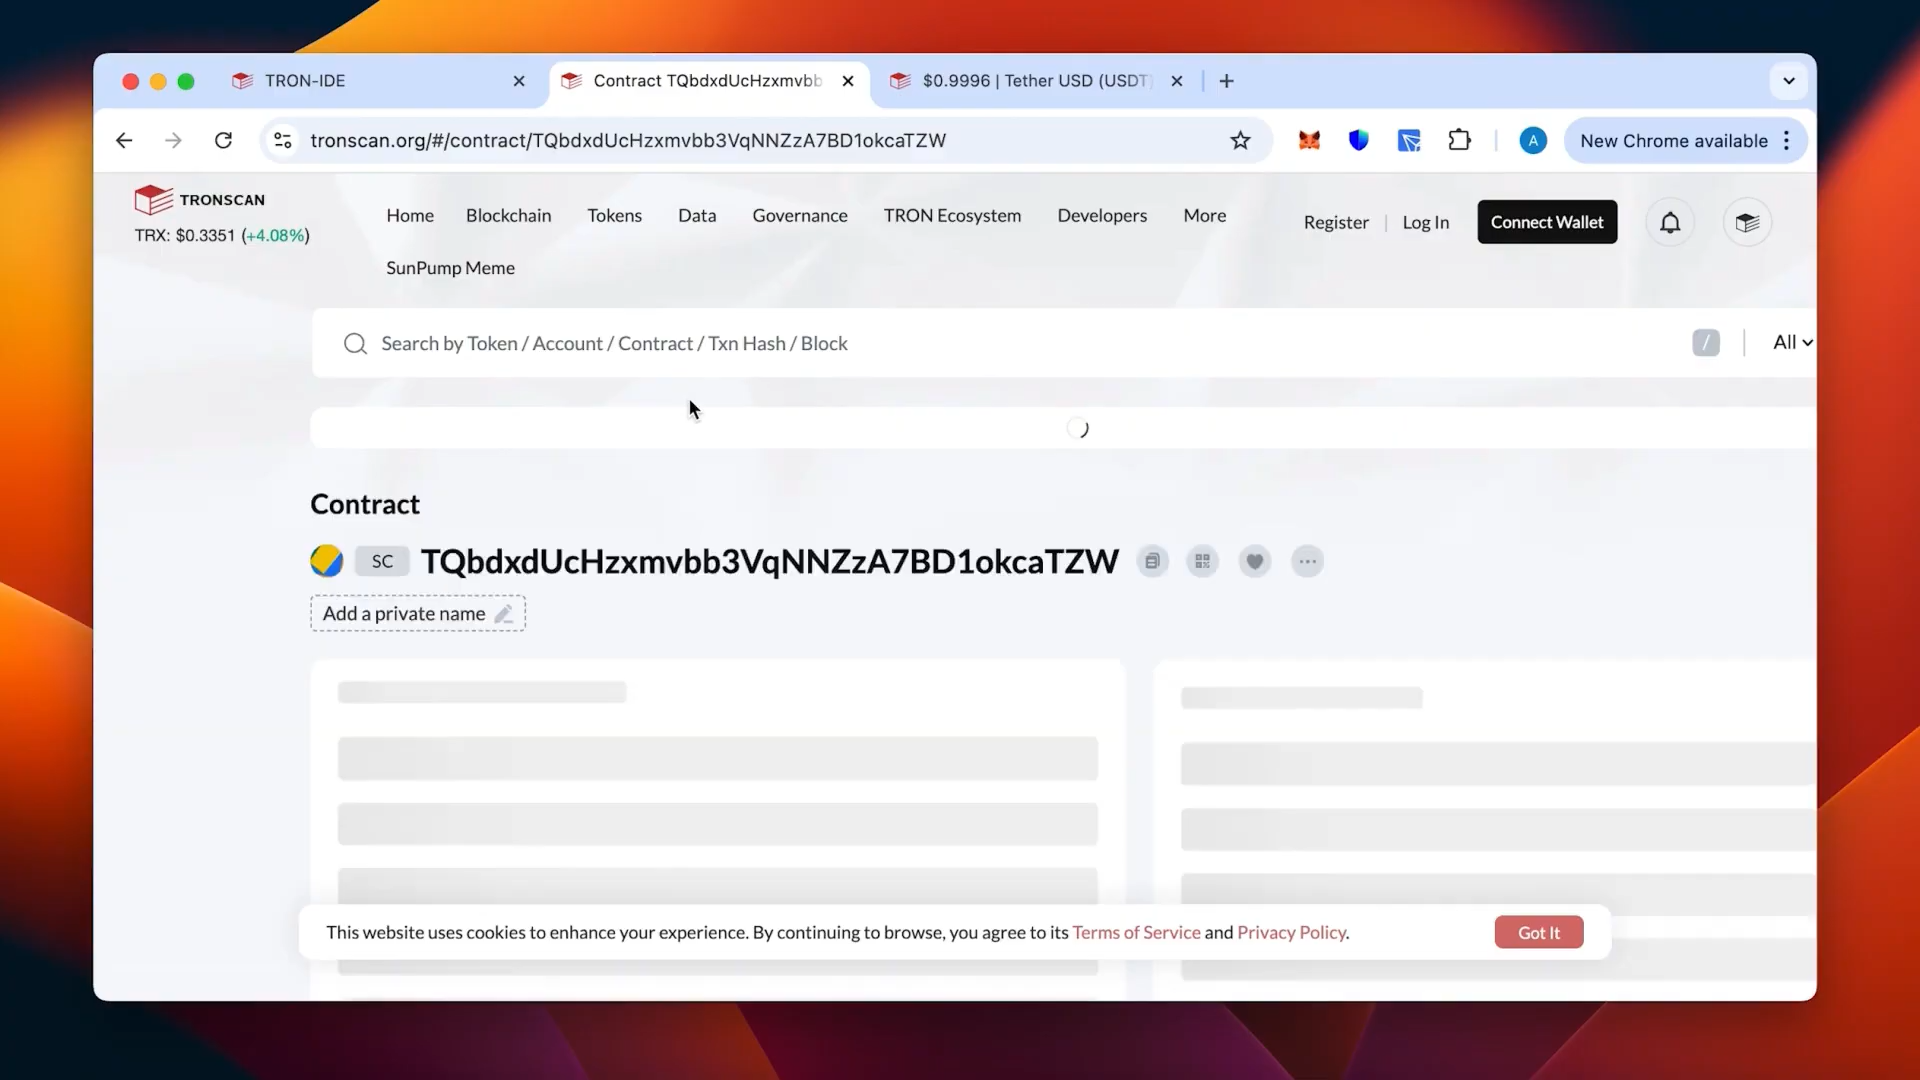 TRON-IDE
Contract TQbdxdUcHzxmvbb
$0.9996 | Tether USD (USDT)
tronscan.org/#/contract/TQbdxdUcHzxmvbb3VqNNZzA7BD1okcaTZW
A
New Chrome available
TRONSCAN
TRX: $0.3351 (+4.08%)
Home
Blockchain
Tokens
Data
Governance
TRON Ecosystem
Developers
More
SunPump Meme
Register
Log In
Connect Wallet
Search by Token / Account / Contract / Txn Hash / Block
/
All
Contract
SC
TQbdxdUcHzxmvbb3VqNNZzA7BD1okcaTZW
Add a private name
This website uses cookies to enhance your experience. By continuing to browse, you agree to its Terms of Service and Privacy Policy.
Got It